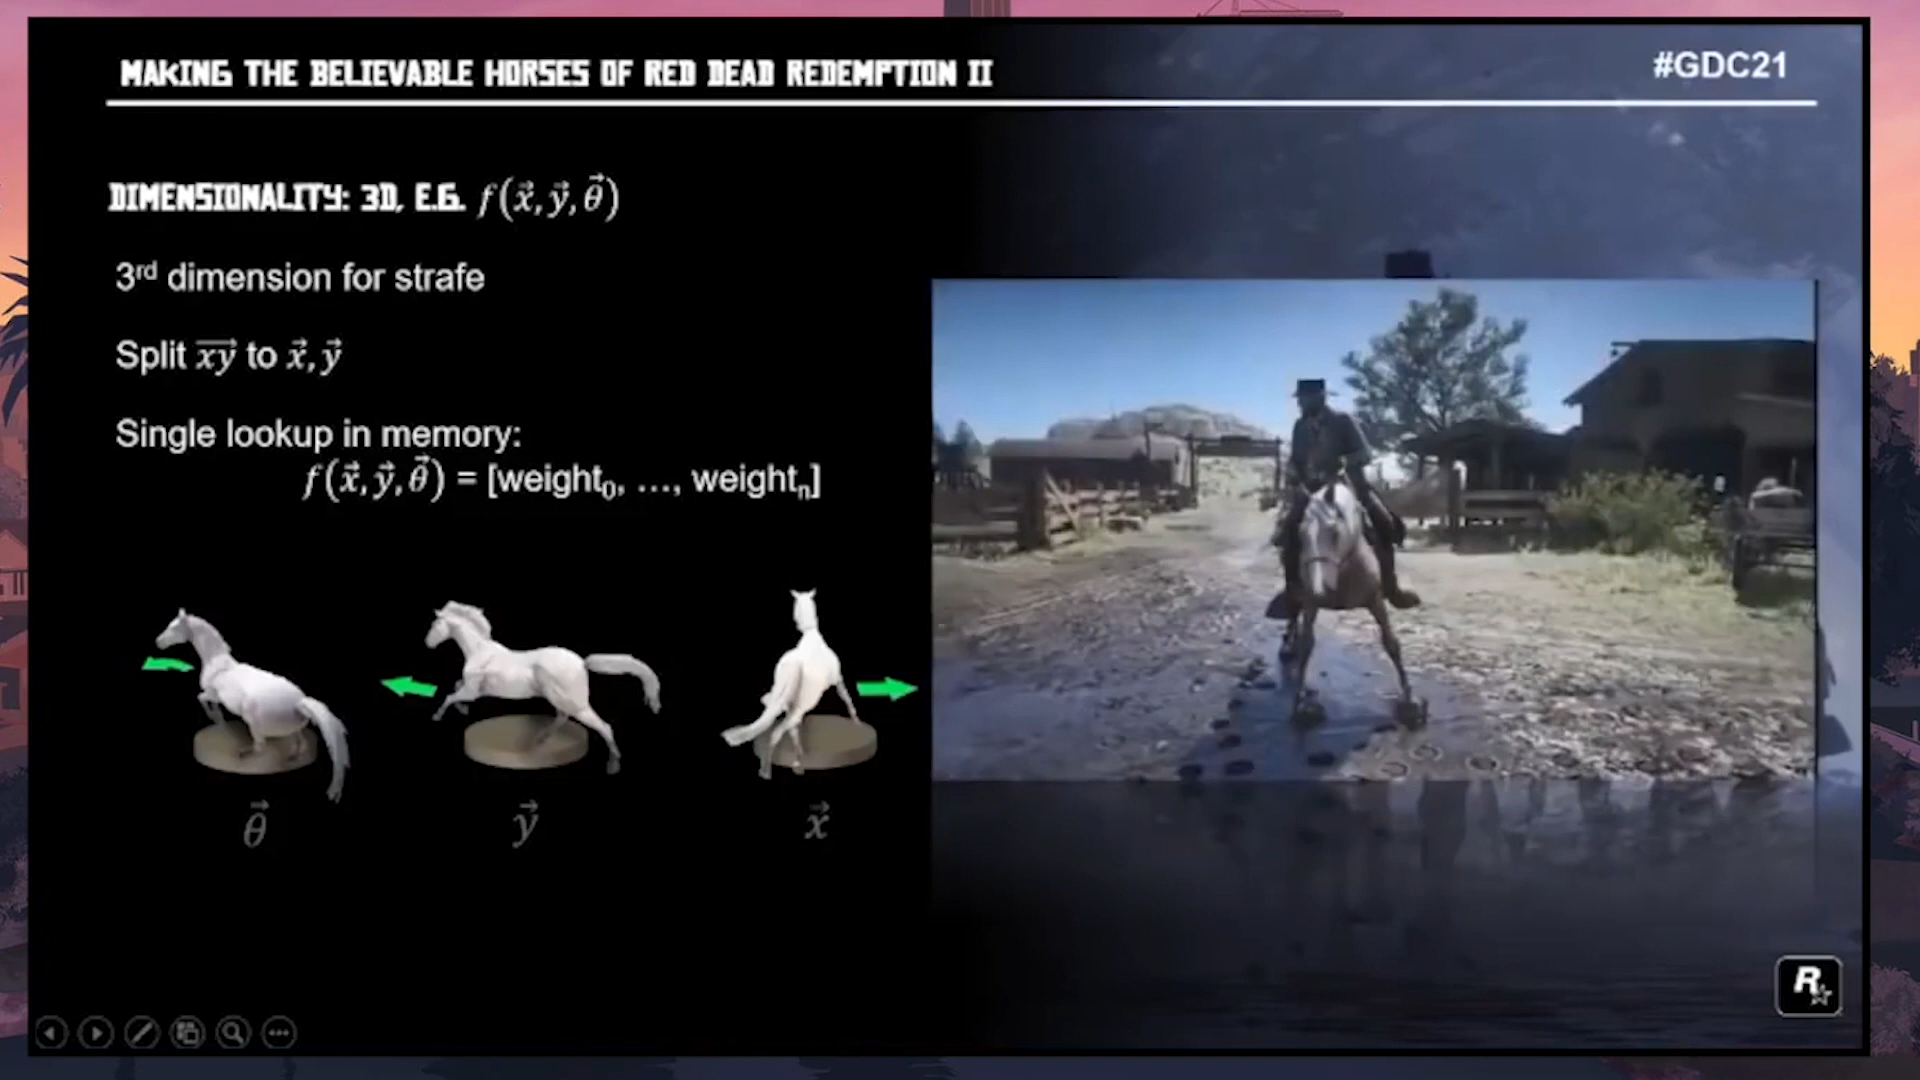 MAKING THE BELIEVABLE HORSES OF RED DEAD REDEMPTION II
#GDC21
DIMENSIONALITY: 3D, E.G. f(x⃗, y⃗, θ⃗)
3rd dimension for strafe
Split x͞y⃗ to x⃗, y⃗
Single lookup in memory:
f(x⃗, y⃗, θ⃗) = [weight₀, …, weightₙ]
θ⃗ y⃗ x⃗
R